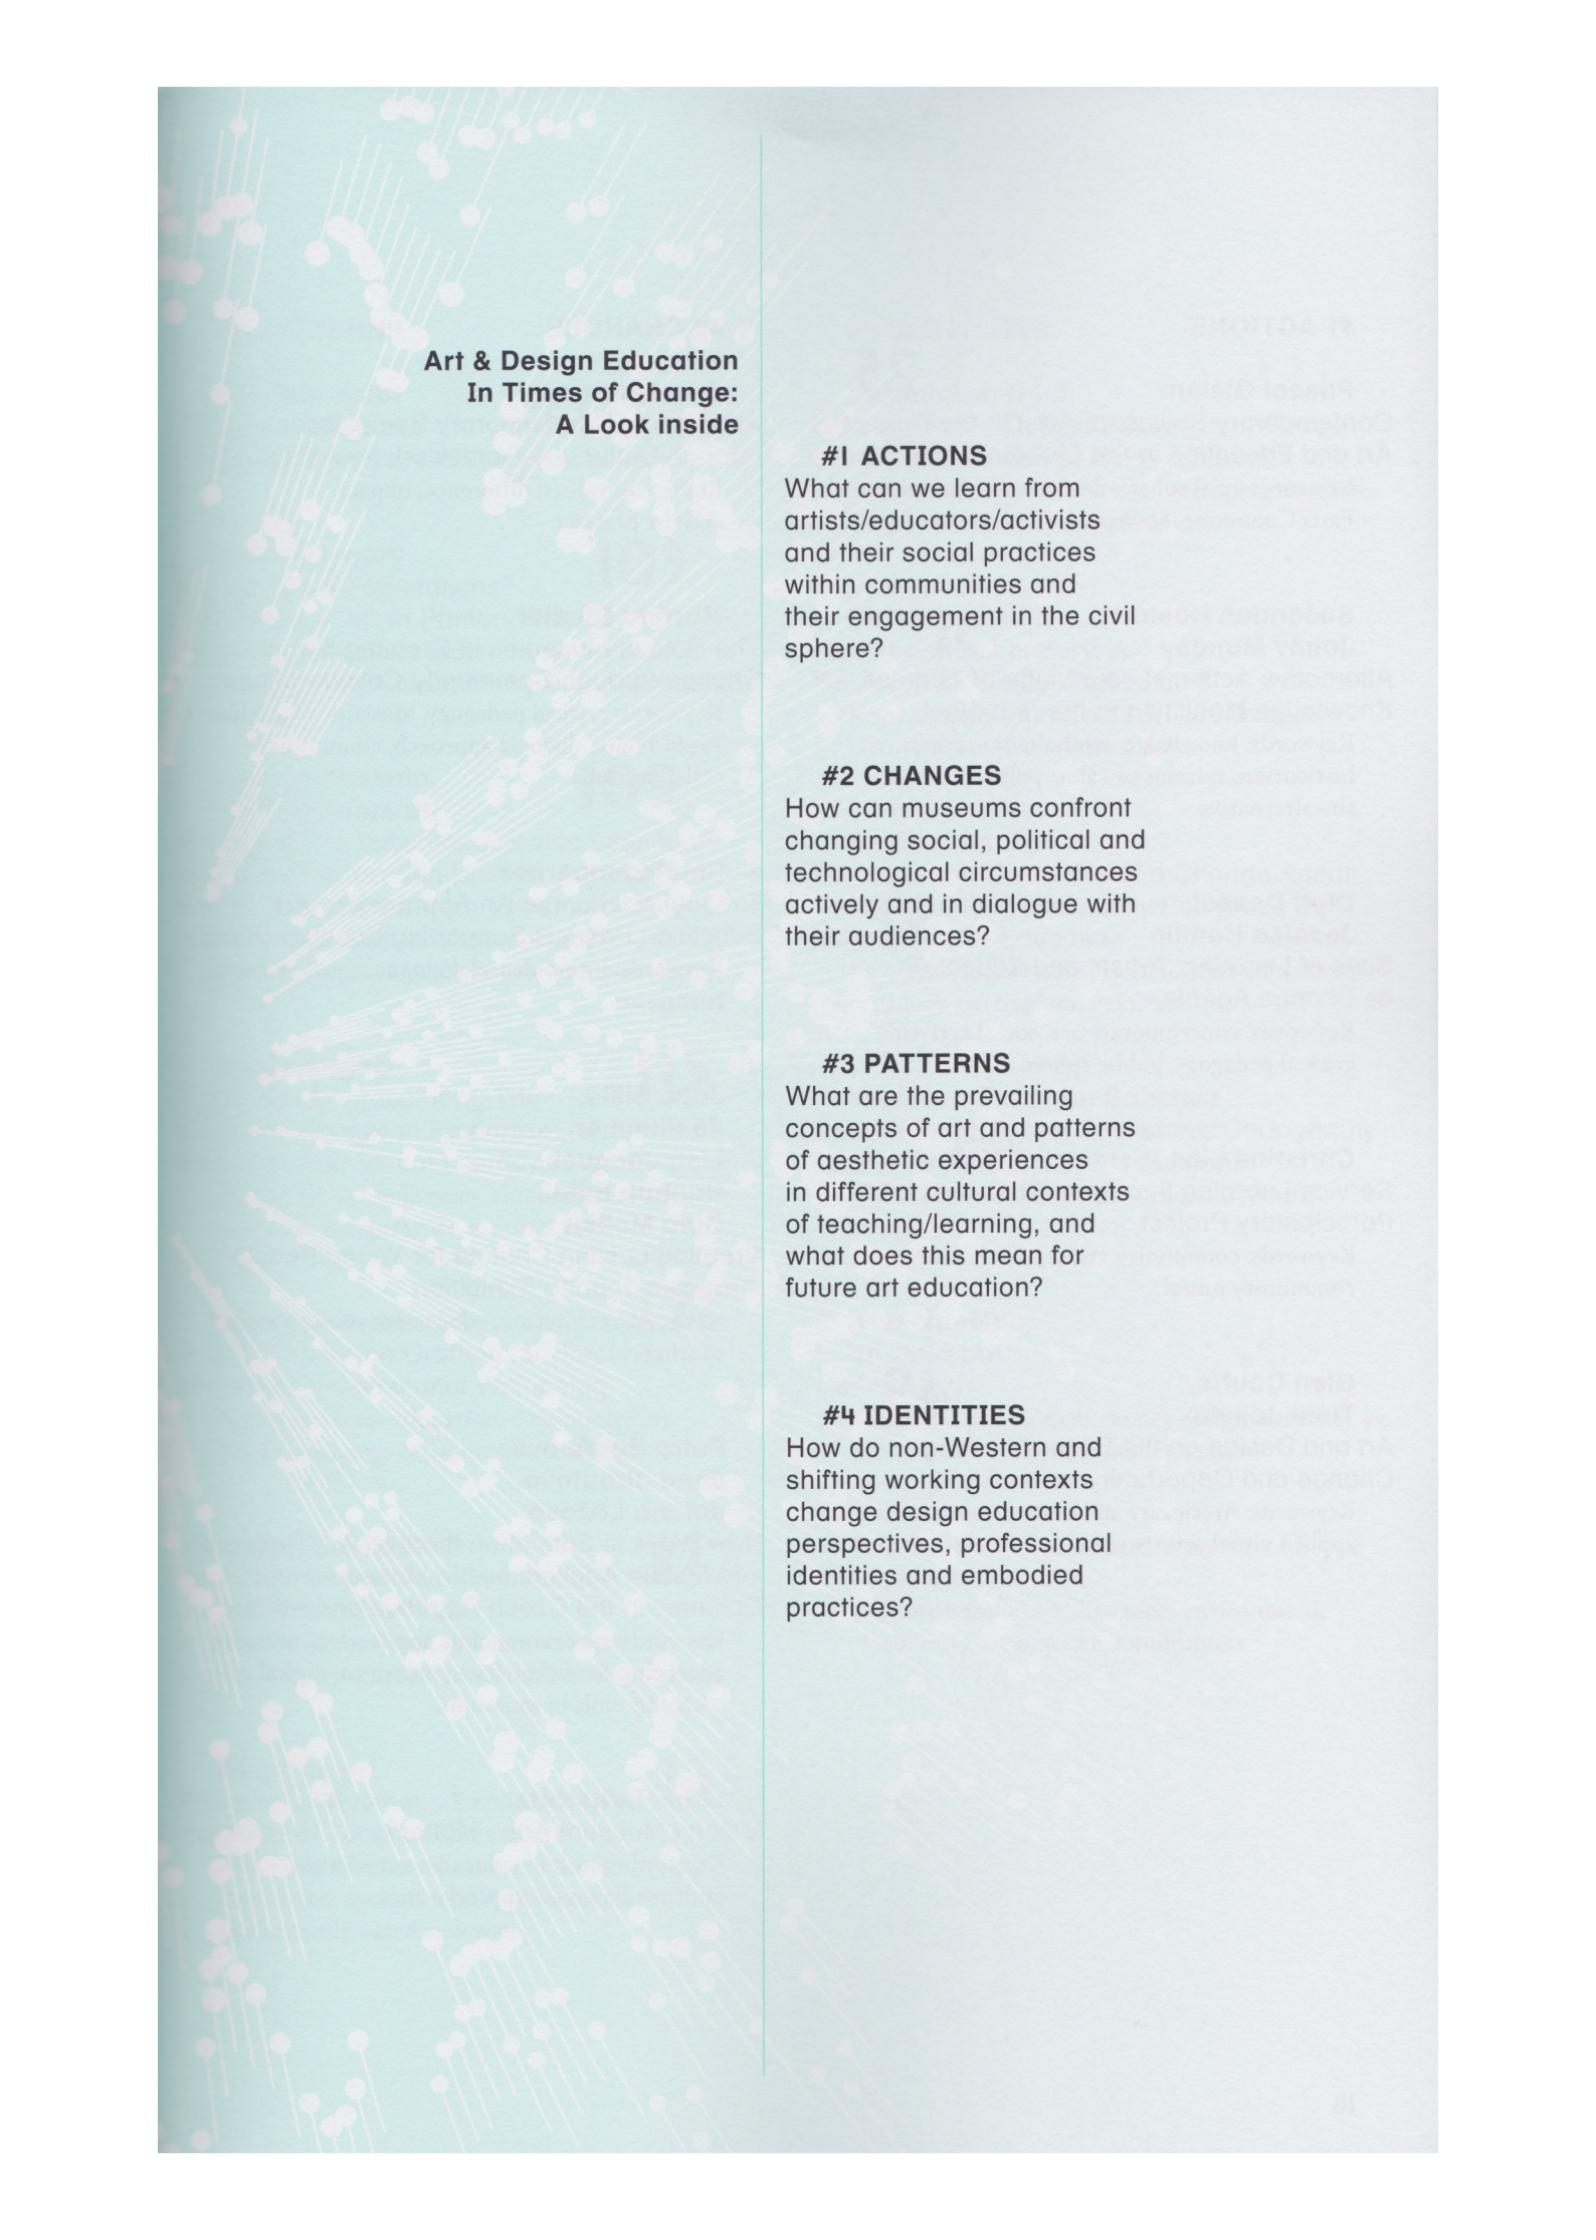 Art & Design Education
In Times of Change:
A Look inside
#1 ACTIONS
What can we learn from
artists/educators/activists
and their social practices
within communities and
their engagement in the civil
sphere?
#2 CHANGES
How can museums confront
changing social, political and
technological circumstances
actively and in dialogue with
their audiences?
#3 PATTERNS
What are the prevailing
concepts of art and patterns
of aesthetic experiences
in different cultural contexts
of teaching/learning, and
what does this mean for
future art education?
#4 IDENTITIES
How do non-Western and
shifting working contexts
change design education
perspectives, professional
identities and embodied
practices?